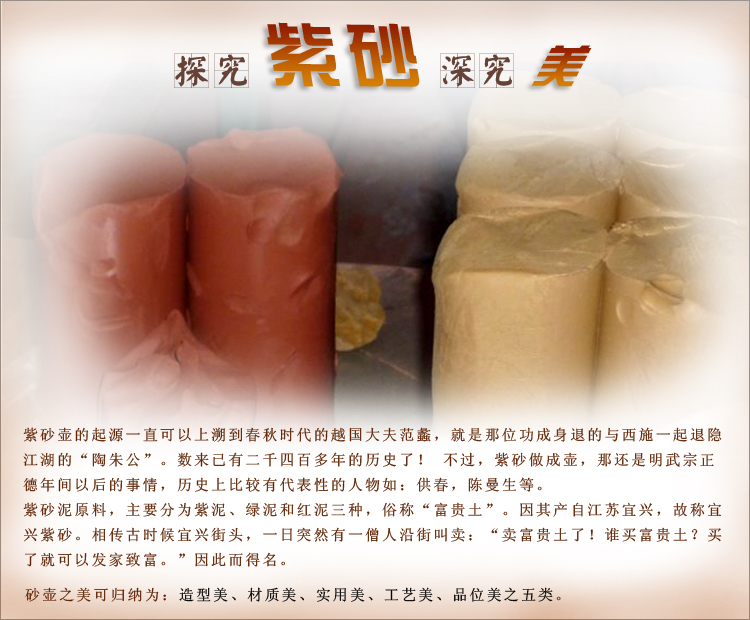 探究紫砂深究美
紫砂壶的起源一直可以上溯到春秋时代的越国大夫范蠡，就是那位功成身退的与西施一起退隐
江湖的“陶朱公”。数来已有二千四百多年的历史了！ 不过，紫砂做成壶，那还是明武宗正
德年间以后的事情，历史上比较有代表性的人物如：供春，陈曼生等。
紫砂泥原料，主要分为紫泥、绿泥和红泥三种，俗称“富贵土”。因其产自江苏宜兴，故称宜
兴紫砂。相传古时候宜兴街头，一日突然有一僧人沿街叫卖：“卖富贵土了！谁买富贵土？买
了就可以发家致富。”因此而得名。
砂壶之美可归纳为：造型美、材质美、实用美、工艺美、品位美之五类。